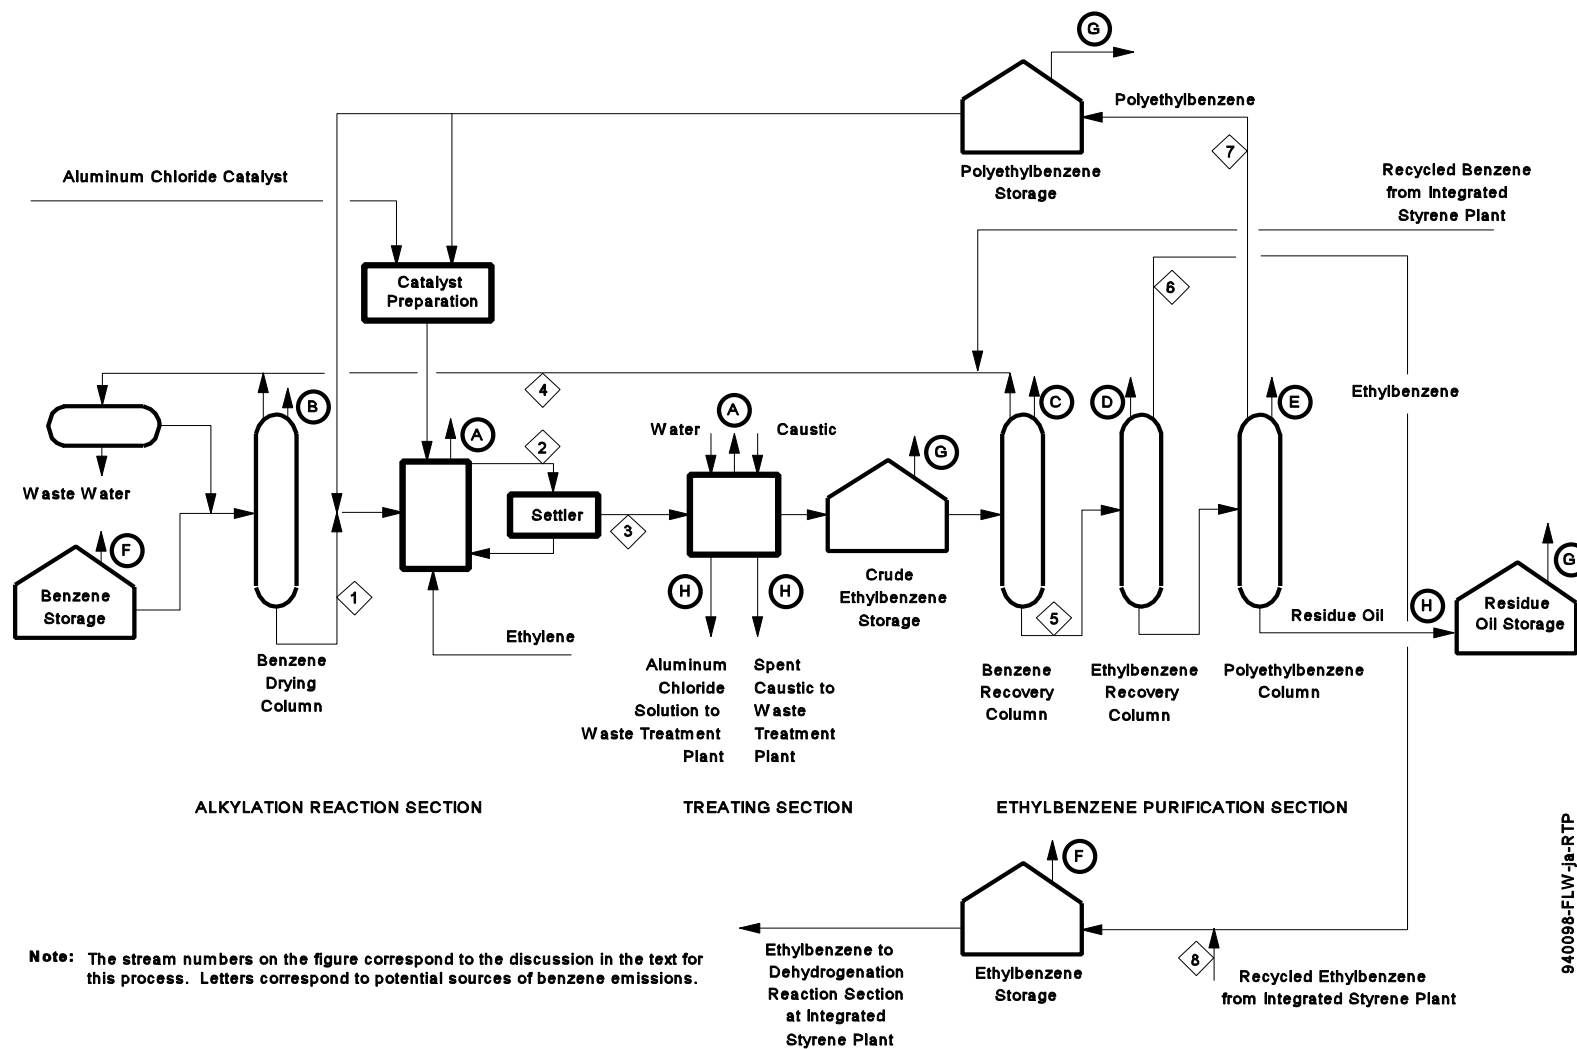 G
Polyethylbenzene
7
Polyethylbenzene
Storage
Recycled Benzene
from Integrated
Styrene Plant
Aluminum Chloride Catalyst
Catalyst
Preparation
6
4
Ethylbenzene
B
A
2
Water
A
Caustic
G
C
D
E
Waste Water
Settler
3
F
Benzene
Storage
1
H
H
Crude
Ethylbenzene
Storage
5
Residue Oil
H
G
Residue
Oil Storage
Ethylene
Benzene
Drying
Column
Aluminum
Chloride
Solution to
Waste Treatment
Plant
Spent
Caustic to
Waste
Treatment
Plant
Benzene
Recovery
Column
Ethylbenzene
Recovery
Column
Polyethylbenzene
Column
ALKYLATION REACTION SECTION
TREATING SECTION
ETHYLBENZENE PURIFICATION SECTION
F
Ethylbenzene to
Dehydrogenation
Reaction Section
at Integrated
Styrene Plant
Ethylbenzene
Storage
8
Recycled Ethylbenzene
from Integrated Styrene Plant
Note: The stream numbers on the figure correspond to the discussion in the text for
this process. Letters correspond to potential sources of benzene emissions.
940098-FLW-ja-RTP